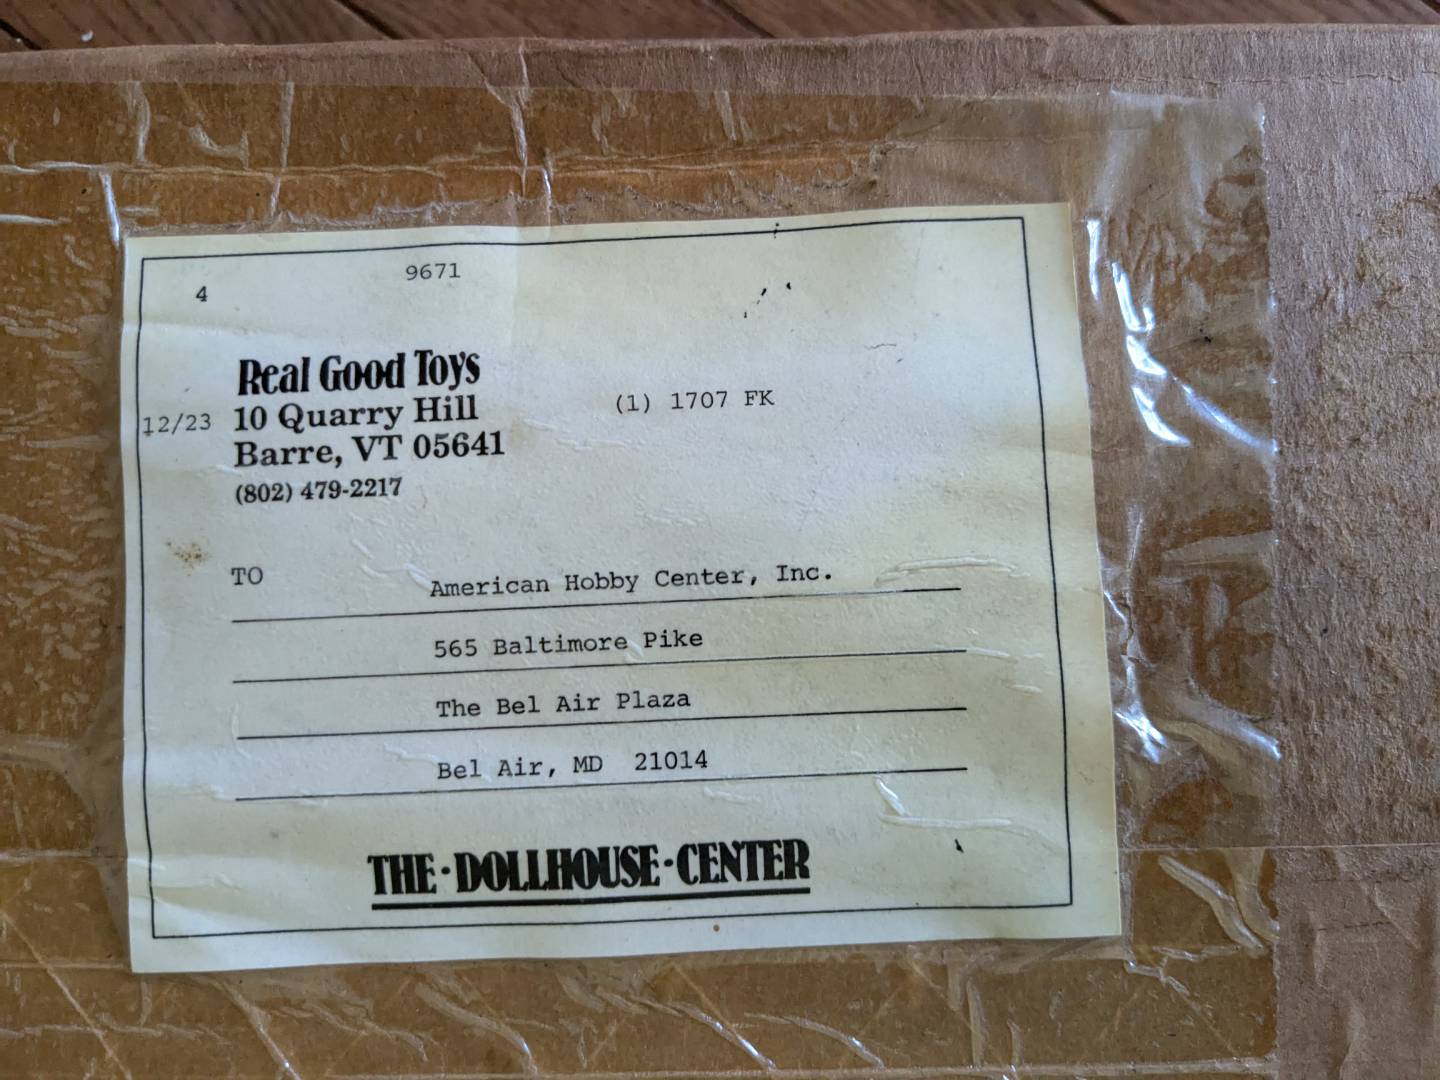 9671
4
Real Good Toys
12/23 10 Quarry Hill (1) 1707 FK
Barre, VT 05641
(802) 479-2217
TO American Hobby Center, Inc.
565 Baltimore Pike
The Bel Air Plaza
Bel Air, MD 21014
THE·DOLLHOUSE·CENTER